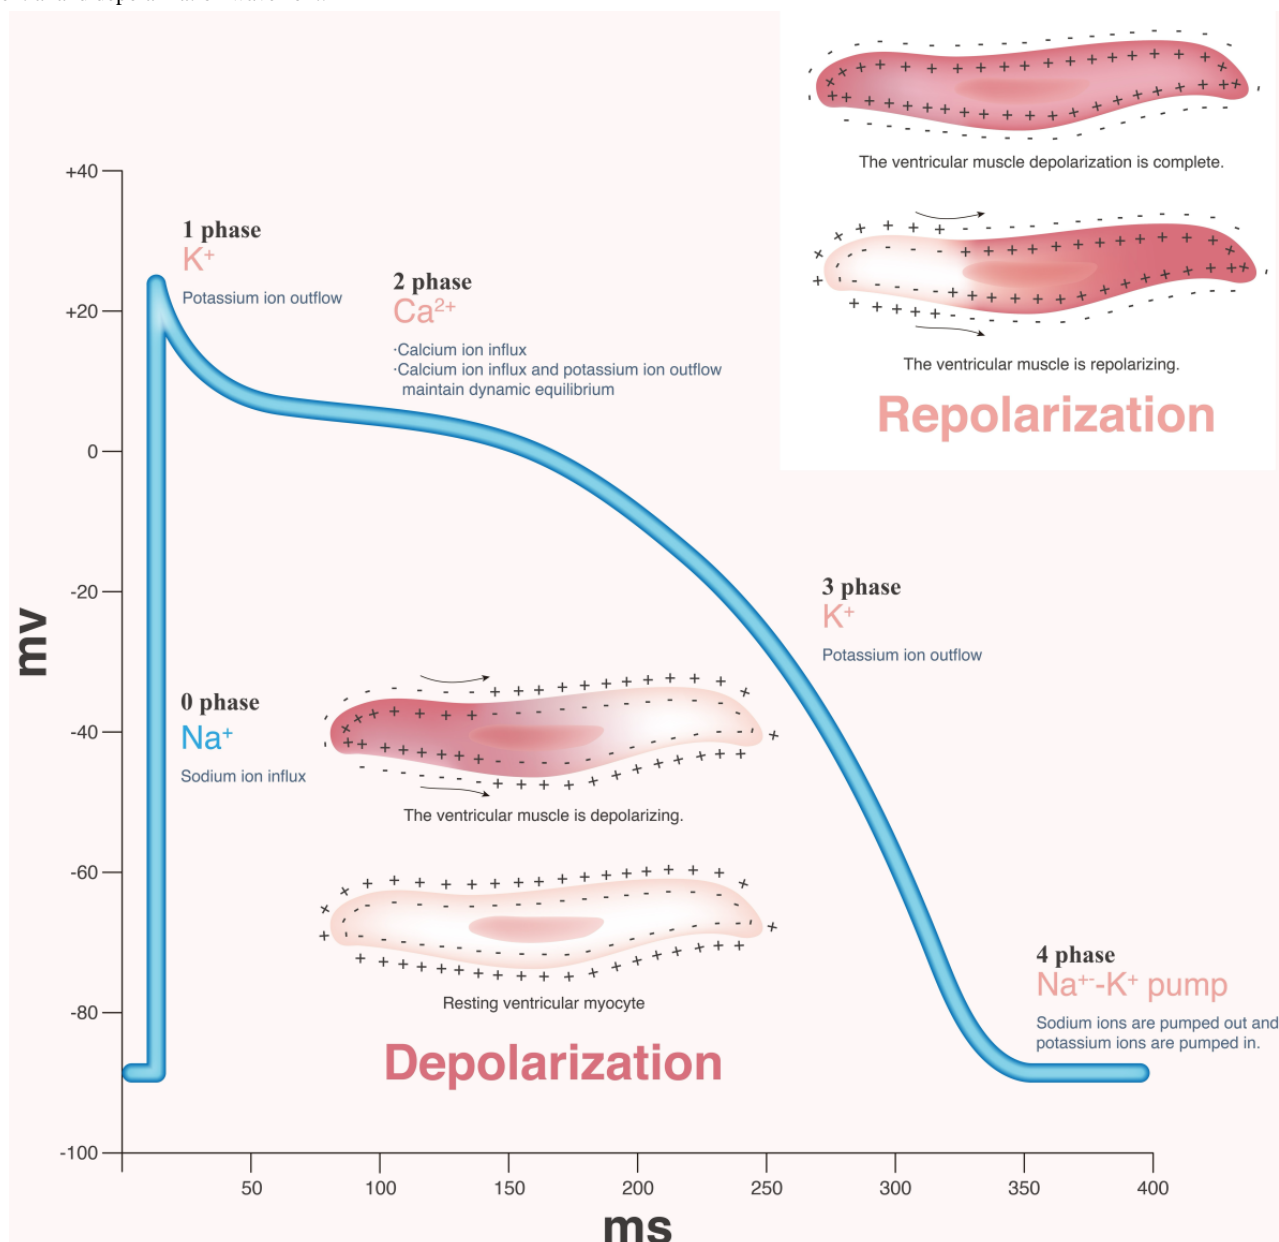 The ventricular muscle depolarization is complete.
The ventricular muscle is repolarizing.
Repolarization
+40
+20
0
-20
-40
-60
-80
-100
mv
1 phase
K+
Potassium ion outflow
2 phase
Ca2+
·Calcium ion influx
·Calcium ion influx and potassium ion outflow
maintain dynamic equilibrium
3 phase
K+
Potassium ion outflow
0 phase
Na+
Sodium ion influx
The ventricular muscle is depolarizing.
Resting ventricular myocyte
Depolarization
4 phase
Na+--K+ pump
Sodium ions are pumped out and
potassium ions are pumped in.
50 100 150 200 250 300 350 400
ms